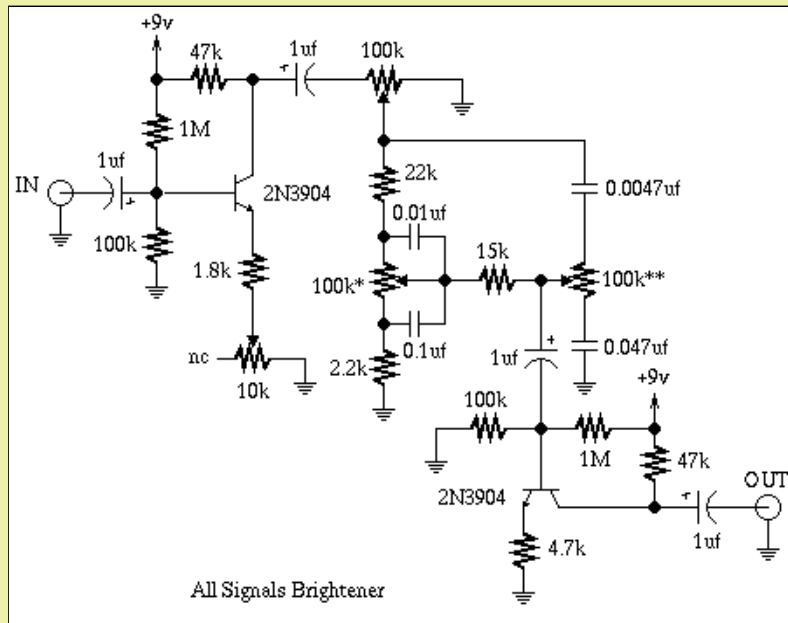 +9v
47k
1uf
100k
1M
1uf
IN
2N3904
22k
0.0047uf
0.01uf
100k
1.8k
100k*
15k
100k**
0.1uf
1uf
0.047uf
nc
10k
2.2k
+9v
100k
1M
47k
2N3904
OUT
1uf
4.7k
All Signals Brightener